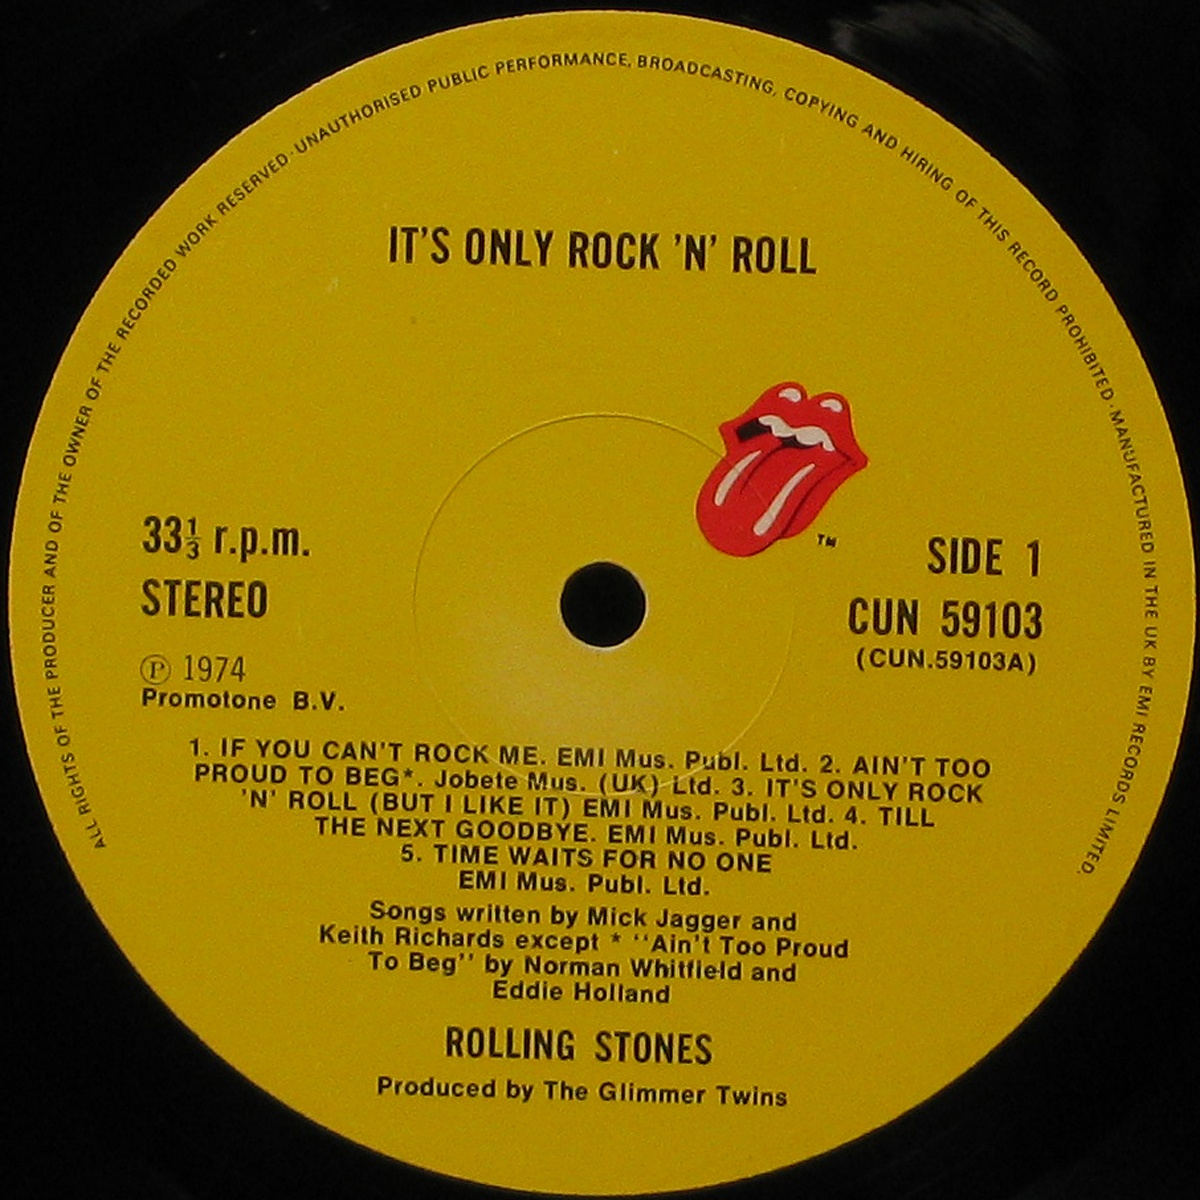 ALL RIGHTS OF THE PRODUCER AND OF THE OWNER OF THE RECORDED WORK RESERVED · UNAUTHORISED PUBLIC PERFORMANCE, BROADCASTING, COPYING AND HIRING OF THIS RECORD PROHIBITED · MANUFACTURED IN THE UK BY EMI RECORDS LIMITED.
IT'S ONLY ROCK 'N' ROLL
TM
33⅓ r.p.m.
STEREO
℗ 1974
Promotone B.V.
SIDE 1
CUN 59103
(CUN.59103A)
1. IF YOU CAN'T ROCK ME. EMI Mus. Publ. Ltd. 2. AIN'T TOO
PROUD TO BEG*. Jobete Mus. (UK) Ltd. 3. IT'S ONLY ROCK
'N' ROLL (BUT I LIKE IT) EMI Mus. Publ. Ltd. 4. TILL
THE NEXT GOODBYE. EMI Mus. Publ. Ltd.
5. TIME WAITS FOR NO ONE
EMI Mus. Publ. Ltd.
Songs written by Mick Jagger and
Keith Richards except * ''Ain't Too Proud
To Beg'' by Norman Whitfield and
Eddie Holland
ROLLING STONES
Produced by The Glimmer Twins